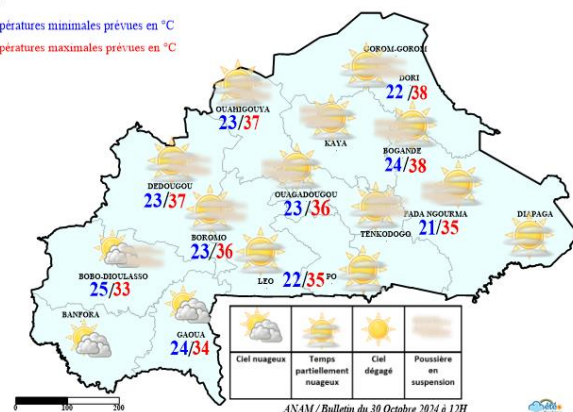 pératures minimales prévues en °C
pératures maximales prévues en °C
GOROM-GOROM
DORI
22/38
OUAHIGOUYA
23/37
KAYA
BOGANDE
24/38
DEDOUGOU
23/37
OUAGADOUGOU
23/36
FADA NGOURMA
21/35
DIAPAGA
BOROMO
23/36
TENKODOGO
BOBO-DIOULASSO
25/33
LEO
22/35
PO
BANFORA
GAOUA
24/34
Ciel nuageux
Temps partiellement nuageux
Ciel dégagé
Poussière en suspension
0 100 200
ANAM / Bulletin du 30 Octobre 2024 à 12H